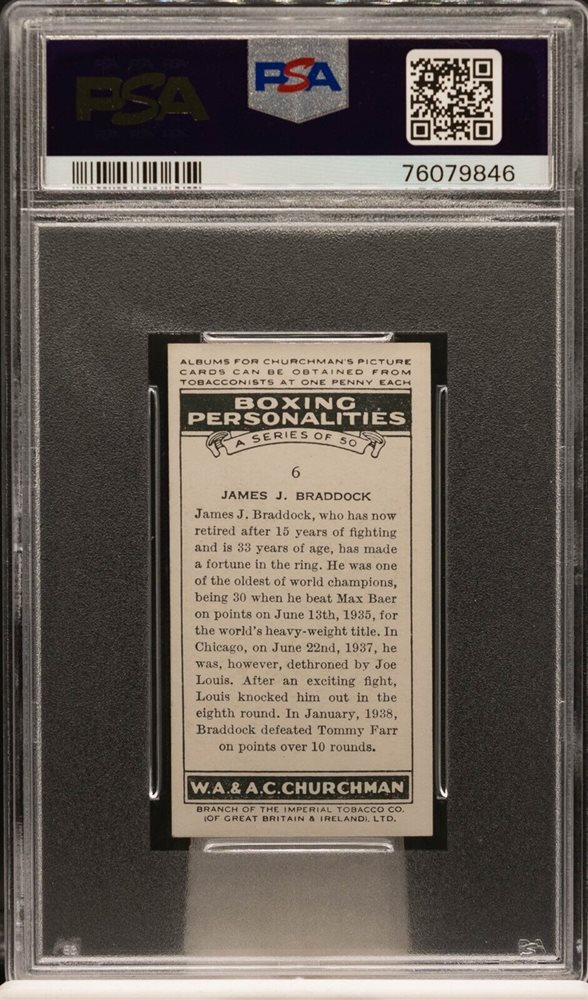 PSA
PSA
76079846
ALBUMS FOR CHURCHMAN'S PICTURE
CARDS CAN BE OBTAINED FROM
TOBACCONISTS AT ONE PENNY EACH
BOXING
PERSONALITIES
A SERIES OF 50
6
JAMES J. BRADDOCK
James J. Braddock, who has now
retired after 15 years of fighting
and is 33 years of age, has made
a fortune in the ring. He was one
of the oldest of world champions,
being 30 when he beat Max Baer
on points on June 13th, 1935, for
the world's heavy-weight title. In
Chicago, on June 22nd, 1937, he
was, however, dethroned by Joe
Louis. After an exciting fight,
Louis knocked him out in the
eighth round. In January, 1938,
Braddock defeated Tommy Farr
on points over 10 rounds.
W.A.& A.C.CHURCHMAN
BRANCH OF THE IMPERIAL TOBACCO CO.
(OF GREAT BRITAIN & IRELAND), LTD.